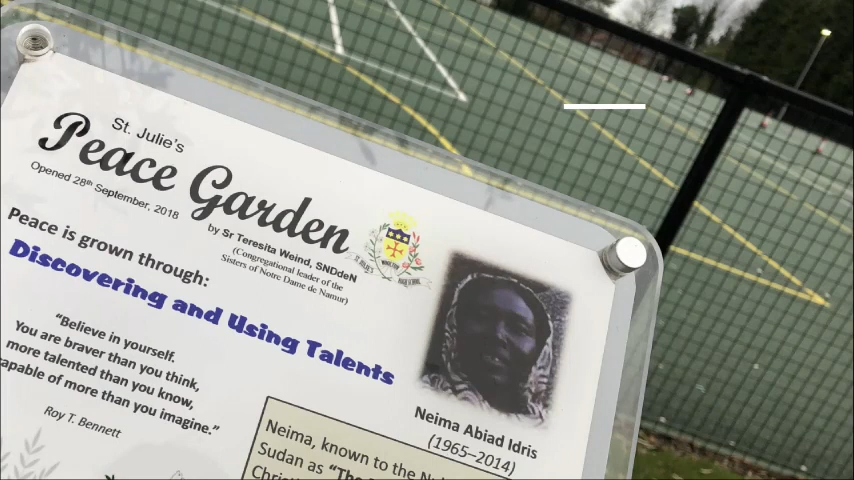 St. Julie's
Peace Garden
Opened 28th September, 2018
by Sr Teresita Weind, SNDdeN
(Congregational leader of the
Sisters of Notre Dame de Namur)
Peace is grown through:
Discovering and Using Talents
"Believe in yourself.
You are braver than you think,
more talented than you know,
capable of more than you imagine."
Roy T. Bennett
Neima Abiad Idris
(1965–2014)
Neima, known to the
Sudan as "The